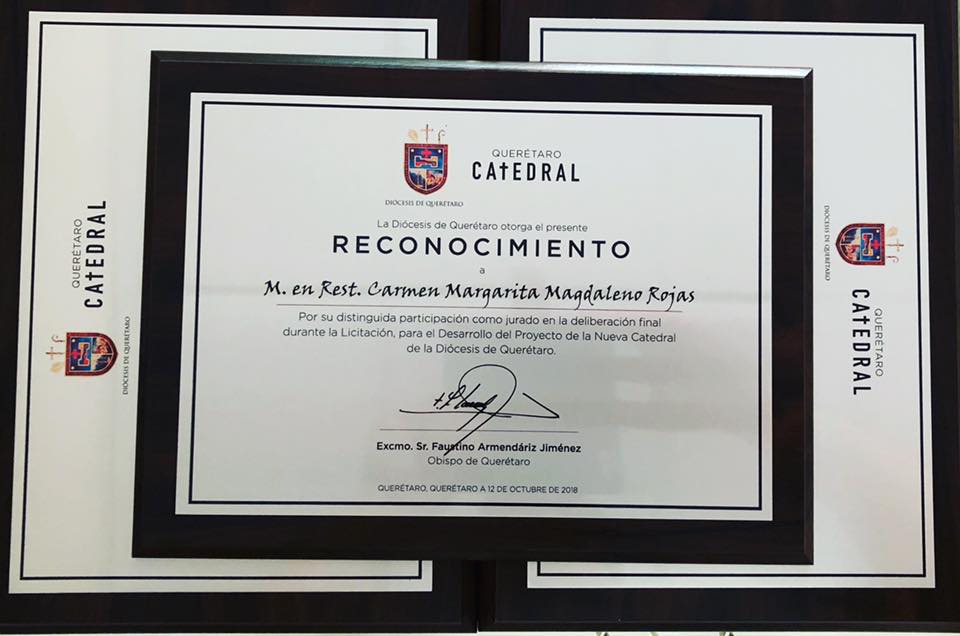 QUERÉTARO
CATEDRAL
DIÓCESIS DE QUERÉTARO
La Diócesis de Querétaro otorga el presente
RECONOCIMIENTO
a
M. en Rest. Carmen Margarita Magdaleno Rojas
Por su distinguida participación como jurado en la deliberación final
durante la Licitación, para el Desarrollo del Proyecto de la Nueva Catedral
de la Diócesis de Querétaro.
Excmo. Sr. Faustino Armendáriz Jiménez
Obispo de Querétaro
QUERÉTARO, QUERÉTARO A 12 DE OCTUBRE DE 2018
QUERÉTARO
CATEDRAL
DIÓCESIS DE QUERÉTARO
QUERÉTARO
CATEDRAL
DIÓCESIS DE QUERÉTARO